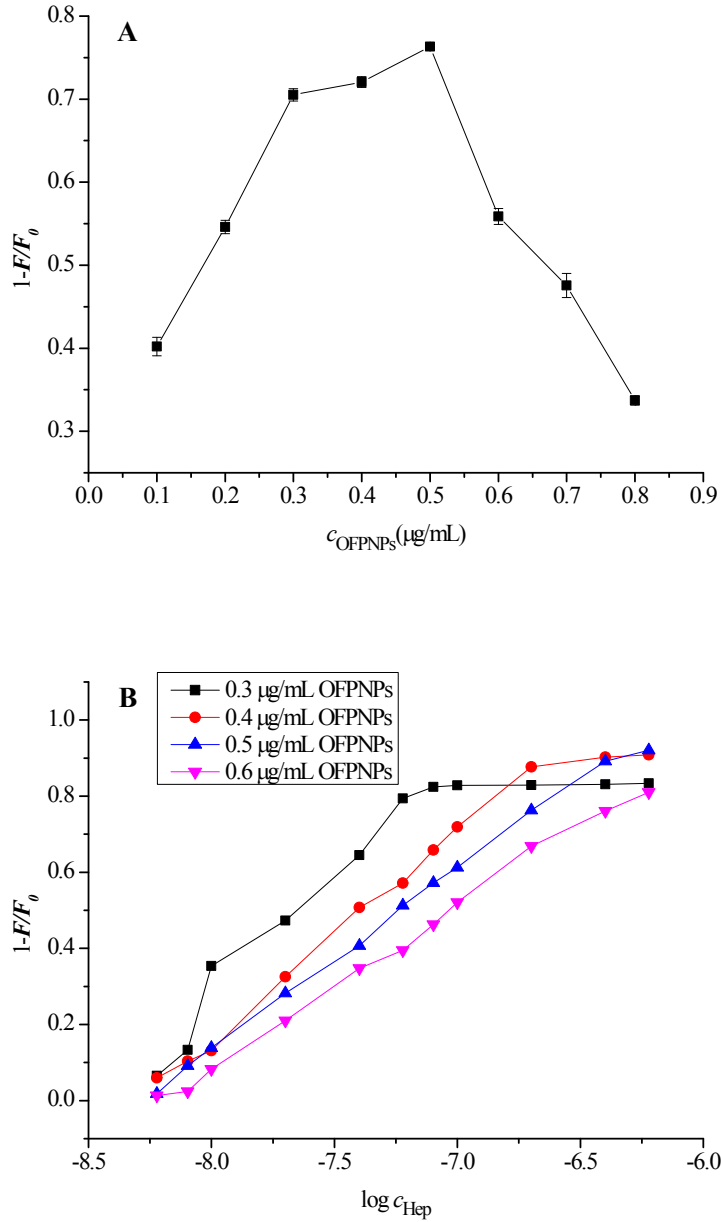 A
0.8
0.7
0.6
0.5
0.4
0.3
1-F/F0
0.0 0.1 0.2 0.3 0.4 0.5 0.6 0.7 0.8 0.9
cOFPNPs(μg/mL)
B
0.3 μg/mL OFPNPs
0.4 μg/mL OFPNPs
0.5 μg/mL OFPNPs
0.6 μg/mL OFPNPs
1.0
0.8
0.6
0.4
0.2
0.0
1-F/F0
-8.5 -8.0 -7.5 -7.0 -6.5 -6.0
log cHep